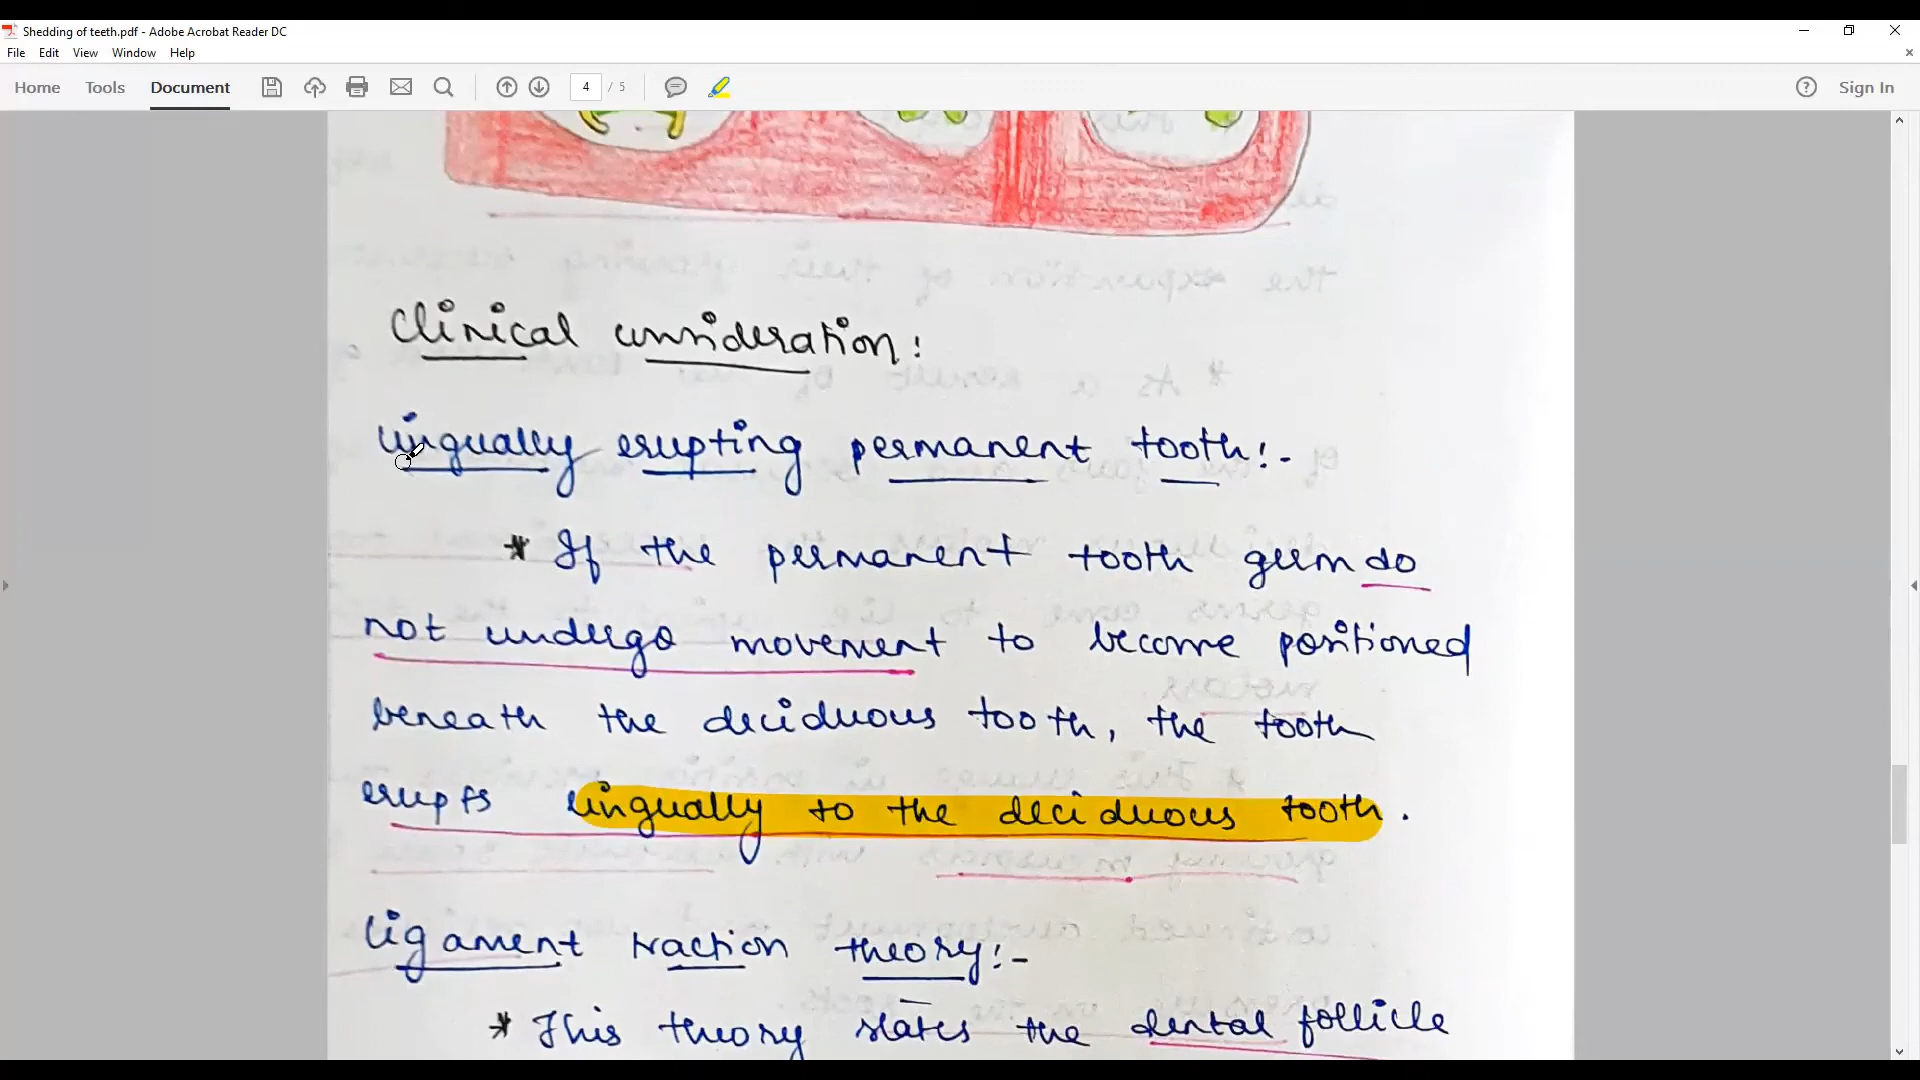 Shedding of teeth.pdf - Adobe Acrobat Reader DC
File Edit View Window Help
Home Tools Document 4 / 5 Sign In
Clinical consideration:
Lingually erupting permanent tooth:-
* If the permanent tooth germ do
not undergo movement to become positioned
beneath the deciduous tooth, the tooth
erupts lingually to the deciduous tooth.
Ligament traction theory:-
* This theory states the dental follicle